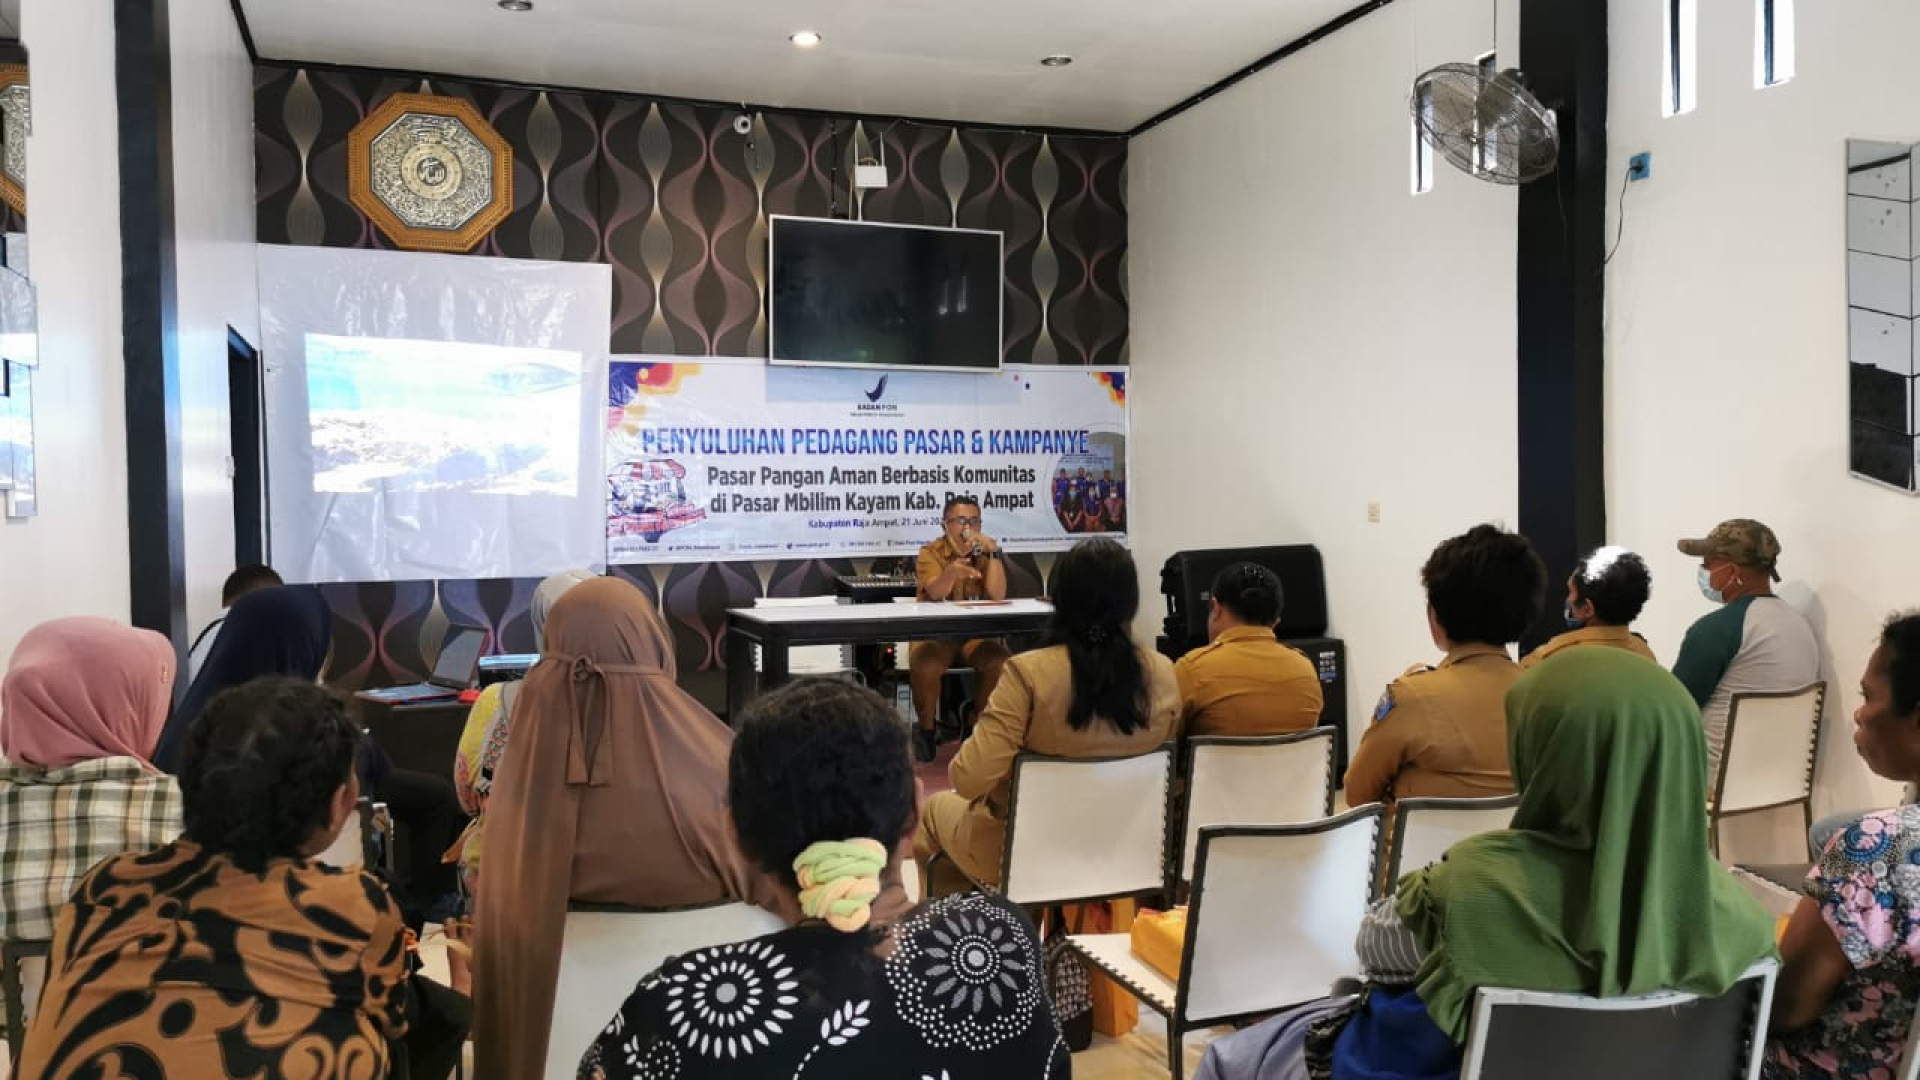 BADAN POM
PENYULUHAN PEDAGANG PASAR & KAMPANYE
Pasar Pangan Aman Berbasis Komunitas
di Pasar Mbilim Kayam Kab. Raja Ampat
Kabupaten Raja Ampat, 21 Juni